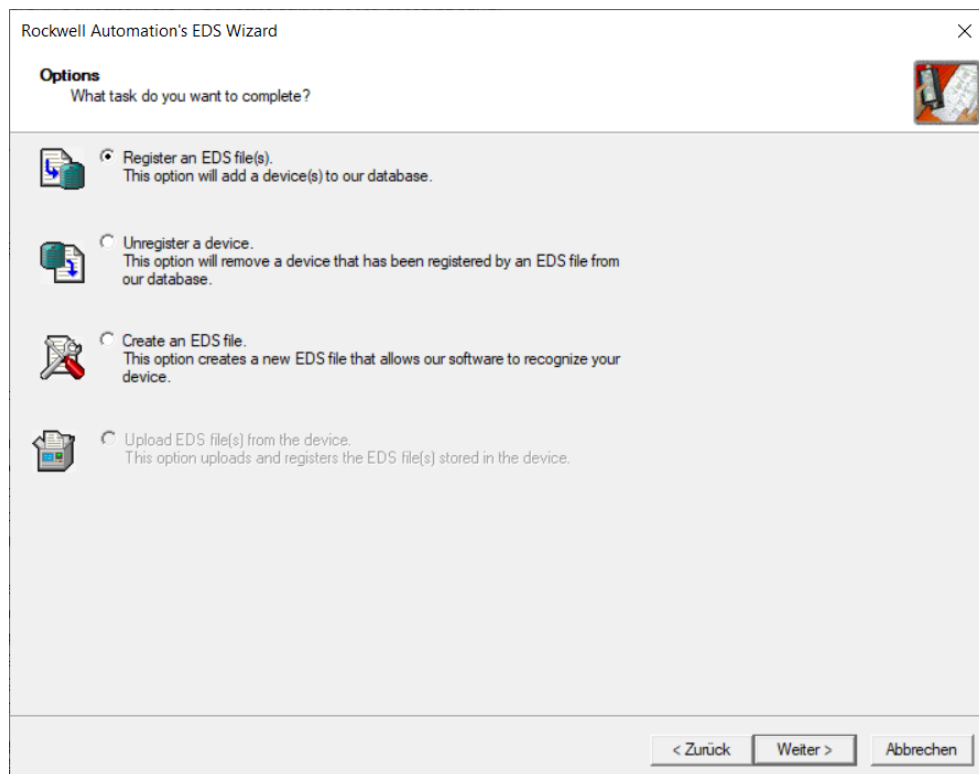 Rockwell Automation's EDS Wizard
Options
What task do you want to complete?
Register an EDS file(s).
This option will add a device(s) to our database.
Unregister a device.
This option will remove a device that has been registered by an EDS file from
our database.
Create an EDS file.
This option creates a new EDS file that allows our software to recognize your
device.
Upload EDS file(s) from the device.
This option uploads and registers the EDS file(s) stored in the device.
< Zurück
Weiter >
Abbrechen